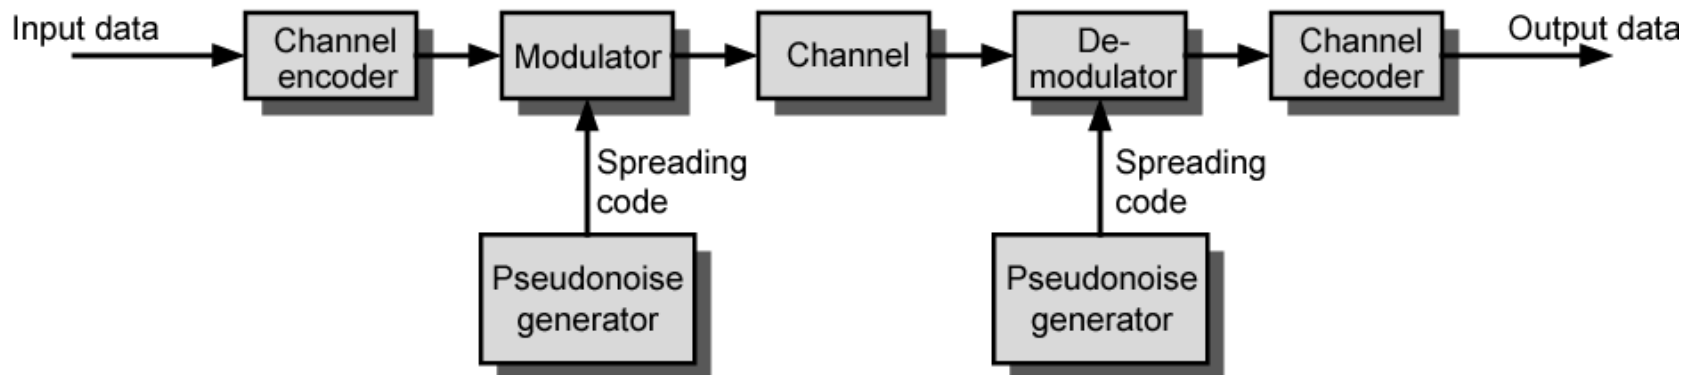 Input data
Channel
encoder
Modulator
Channel
De-
modulator
Channel
decoder
Output data
Spreading
code
Spreading
code
Pseudonoise
generator
Pseudonoise
generator